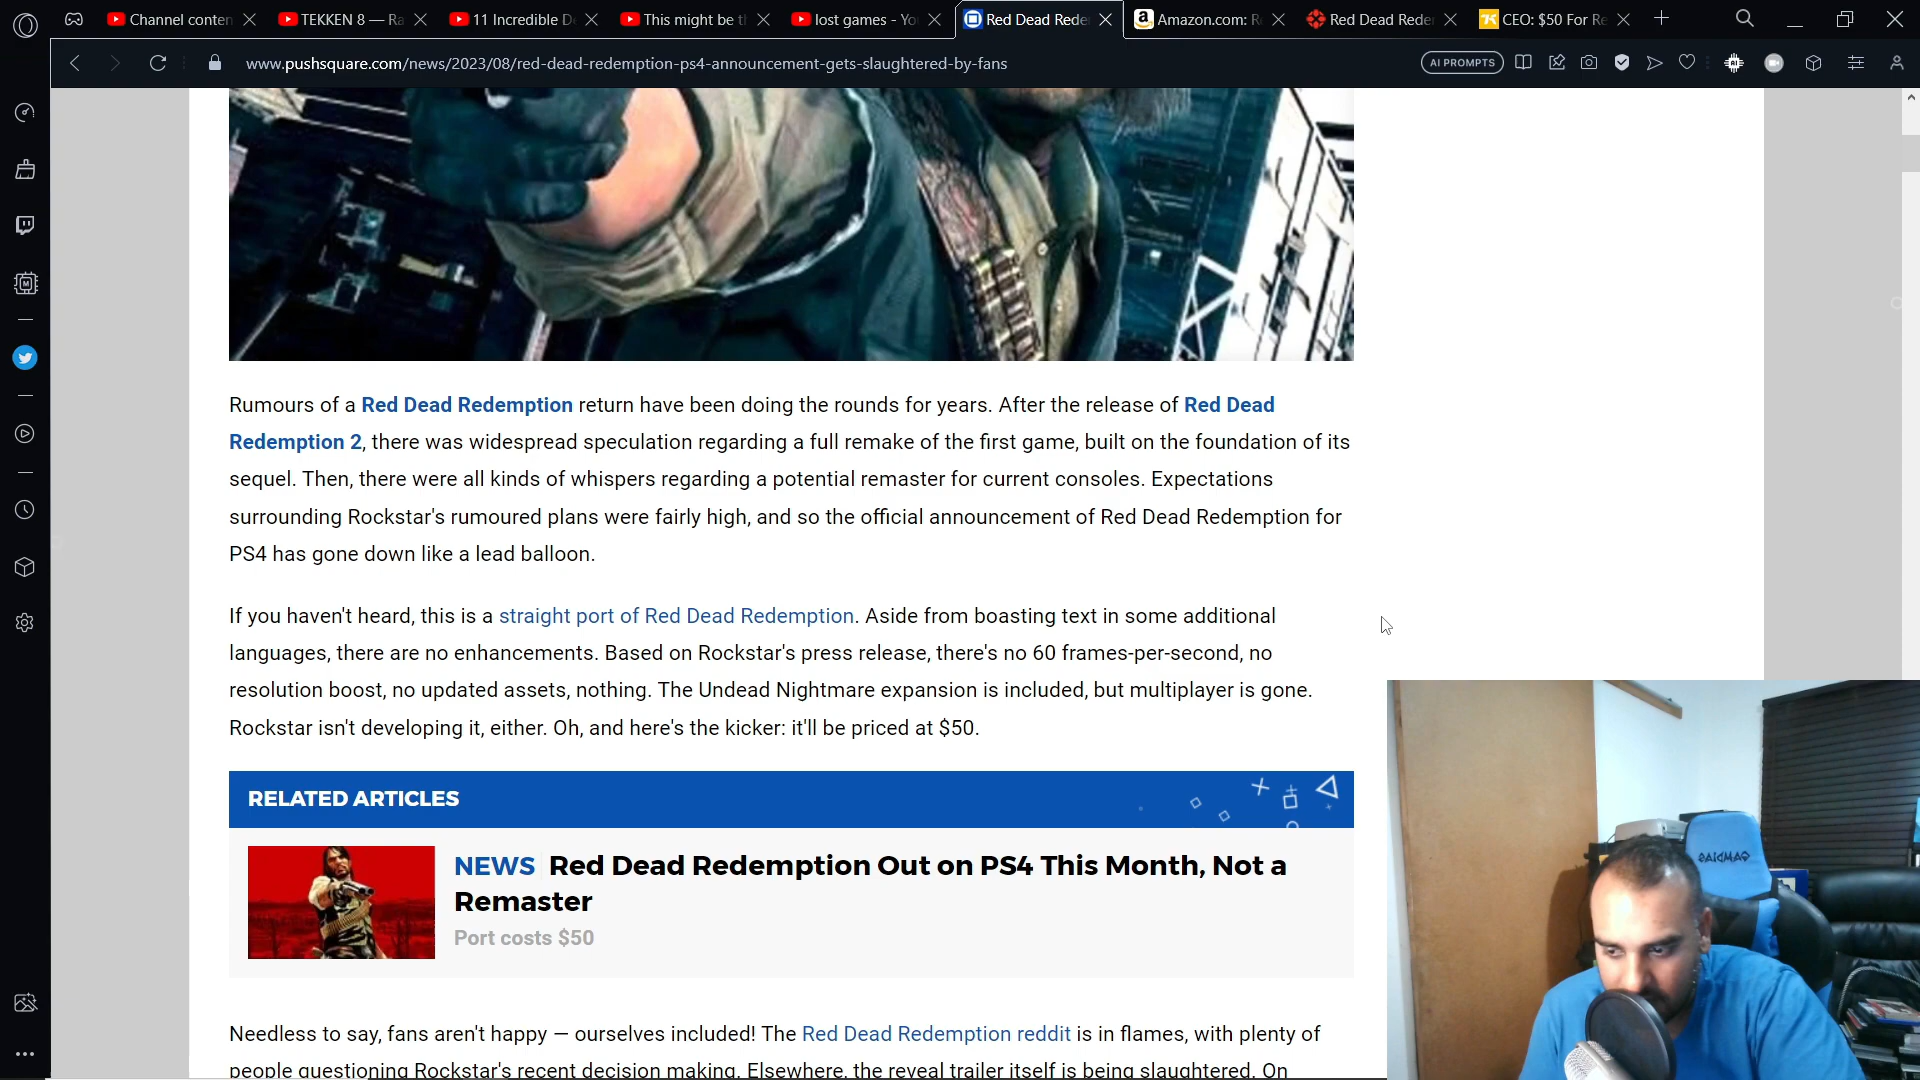 Channel conten
TEKKEN 8 — Ra
11 Incredible De
This might be th
lost games - Yo
Red Dead Rede
Amazon.com: R
Red Dead Rede
CEO: $50 For Re
www.pushsquare.com/news/2023/08/red-dead-redemption-ps4-announcement-gets-slaughtered-by-fans
AI PROMPTS
Rumours of a Red Dead Redemption return have been doing the rounds for years. After the release of Red Dead
Redemption 2, there was widespread speculation regarding a full remake of the first game, built on the foundation of its
sequel. Then, there were all kinds of whispers regarding a potential remaster for current consoles. Expectations
surrounding Rockstar's rumoured plans were fairly high, and so the official announcement of Red Dead Redemption for
PS4 has gone down like a lead balloon.
If you haven't heard, this is a straight port of Red Dead Redemption. Aside from boasting text in some additional
languages, there are no enhancements. Based on Rockstar's press release, there's no 60 frames-per-second, no
resolution boost, no updated assets, nothing. The Undead Nightmare expansion is included, but multiplayer is gone.
Rockstar isn't developing it, either. Oh, and here's the kicker: it'll be priced at $50.
RELATED ARTICLES
NEWS Red Dead Redemption Out on PS4 This Month, Not a
Remaster
Port costs $50
Needless to say, fans aren't happy — ourselves included! The Red Dead Redemption reddit is in flames, with plenty of
people questioning Rockstar's recent decision making. Elsewhere, the reveal trailer itself is being slaughtered. On